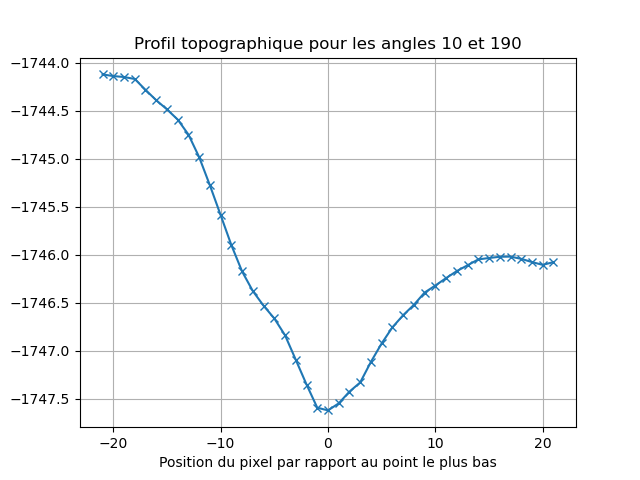 Profil topographique pour les angles 10 et 190
−1744.0
−1744.5
−1745.0
−1745.5
−1746.0
−1746.5
−1747.0
−1747.5
−20 −10 0 10 20
Position du pixel par rapport au point le plus bas